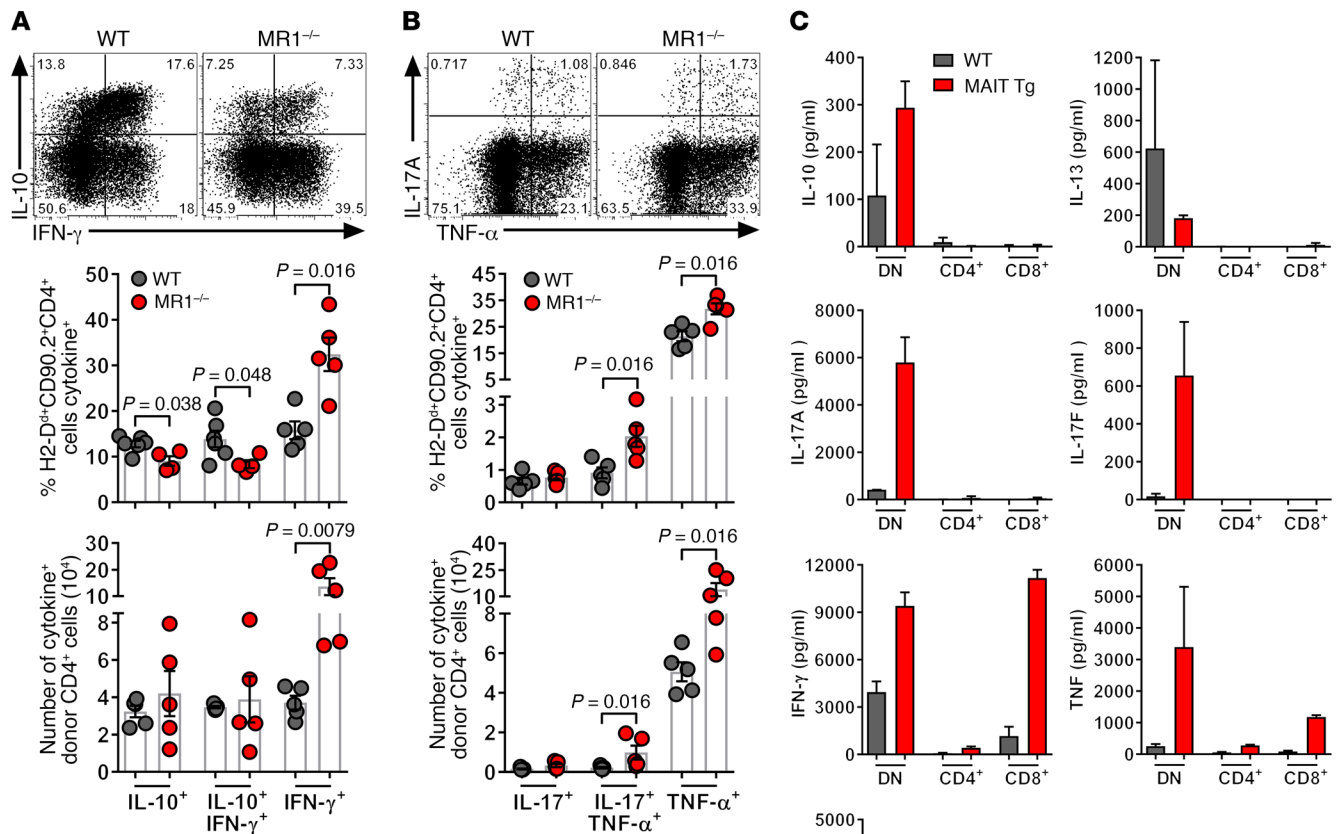 A
WT
MR1–/–
13.8
17.6
7.25
7.33
50.6
18
45.9
39.5
IL-10
IFN-γ
WT
MR1–/–
P = 0.016
P = 0.048
P = 0.038
% H2-Dd+CD90.2+CD4+
cells cytokine+
50
40
30
20
10
0
P = 0.0079
Number of cytokine+
donor CD4+ cells (104)
30
20
10
8
6
4
2
0
IL-10+
IL-10+
IFN-γ+
IFN-γ+
B
WT
MR1–/–
0.717
1.08
0.846
1.73
75.1
23.1
63.5
33.9
IL-17A
TNF-α
WT
MR1–/–
P = 0.016
P = 0.016
% H2-Dd+CD90.2+CD4+
cells cytokine+
45
35
25
15
5
3
2
1
0
P = 0.016
P = 0.016
Number of cytokine+
donor CD4+ cells (104)
40
25
10
8
6
4
2
0
IL-17+
IL-17+
TNF-α+
TNF-α+
C
WT
MAIT Tg
IL-10 (pg/ml)
400
300
200
100
0
DN
CD4+
CD8+
IL-13 (pg/ml)
1200
1000
800
600
400
200
0
DN
CD4+
CD8+
IL-17A (pg/ml)
8000
6000
4000
2000
0
DN
CD4+
CD8+
IL-17F (pg/ml )
1000
800
600
400
200
0
DN
CD4+
CD8+
IFN-γ (pg/ml)
12000
9000
6000
3000
0
DN
CD4+
CD8+
TNF (pg/ml)
6000
5000
4000
3000
2000
1000
0
DN
CD4+
CD8+
5000